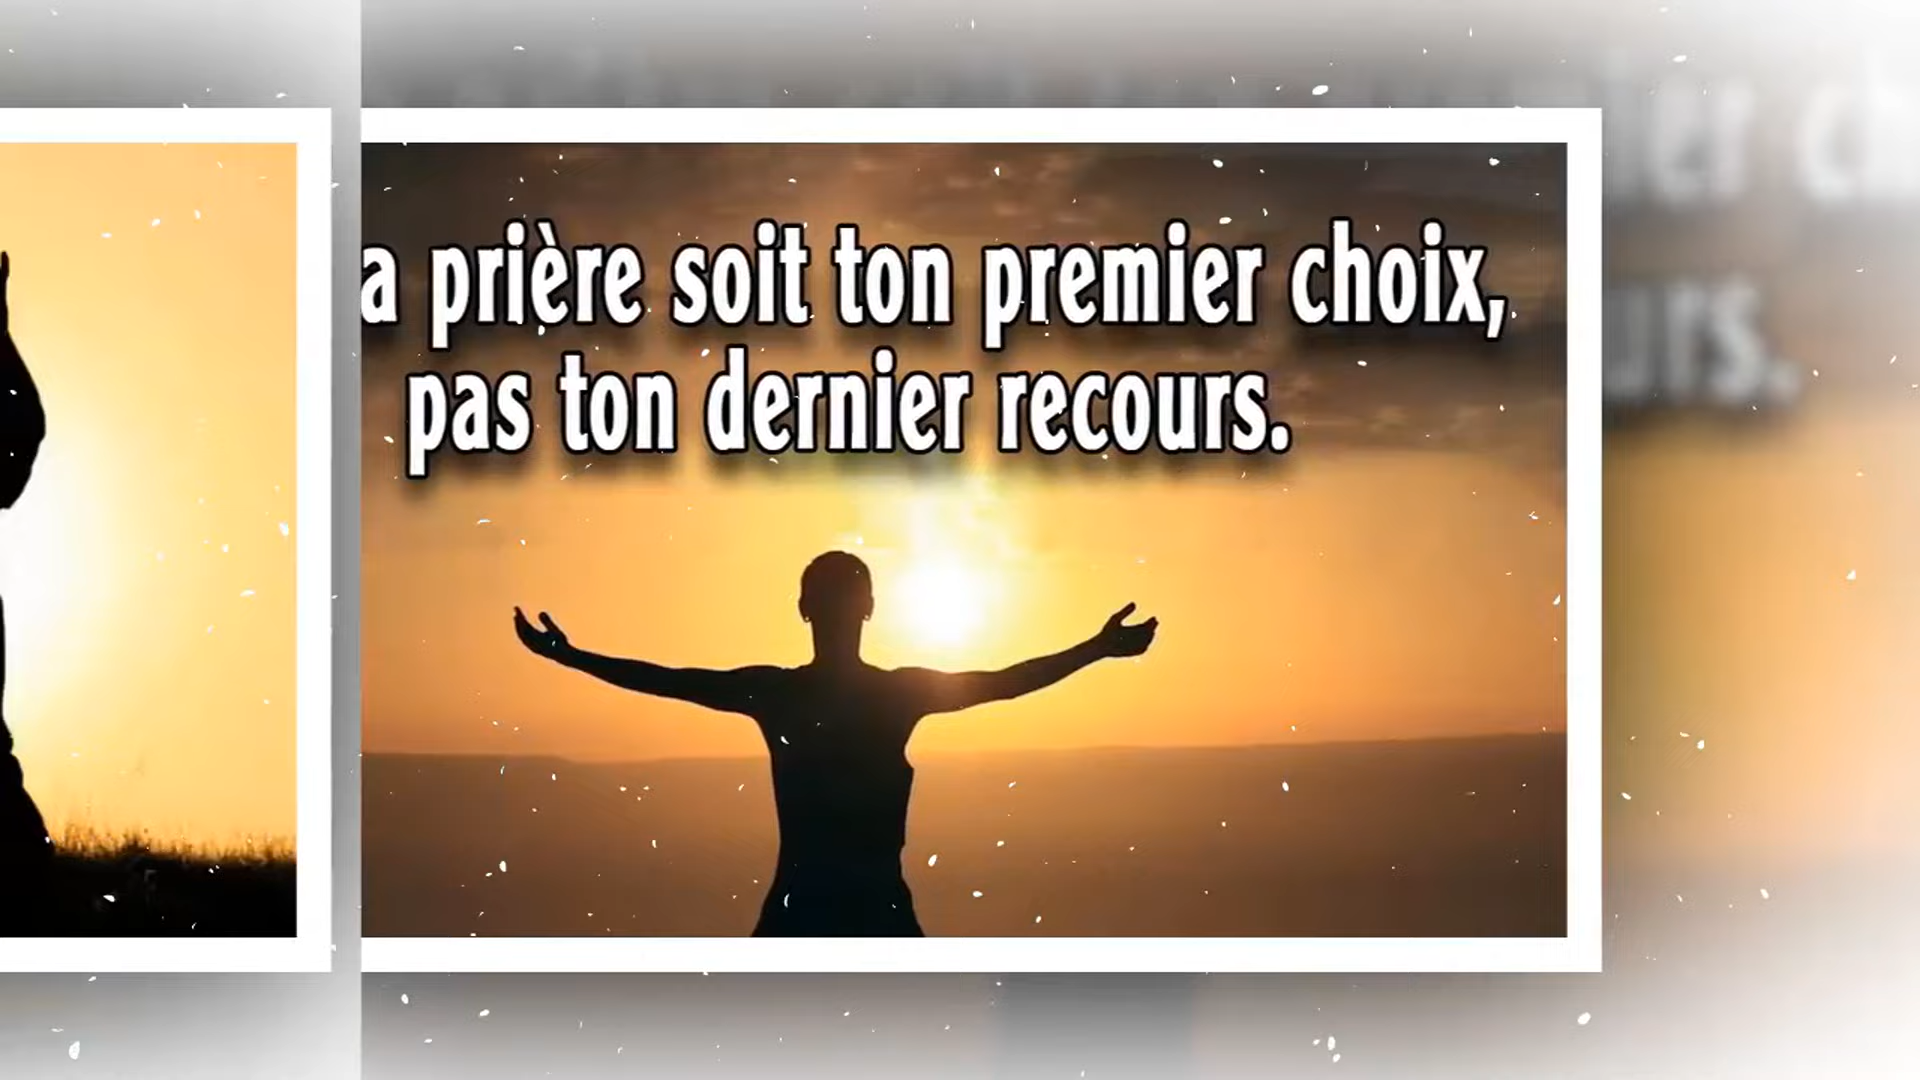 a prière soit ton premier choix,
pas ton dernier recours.